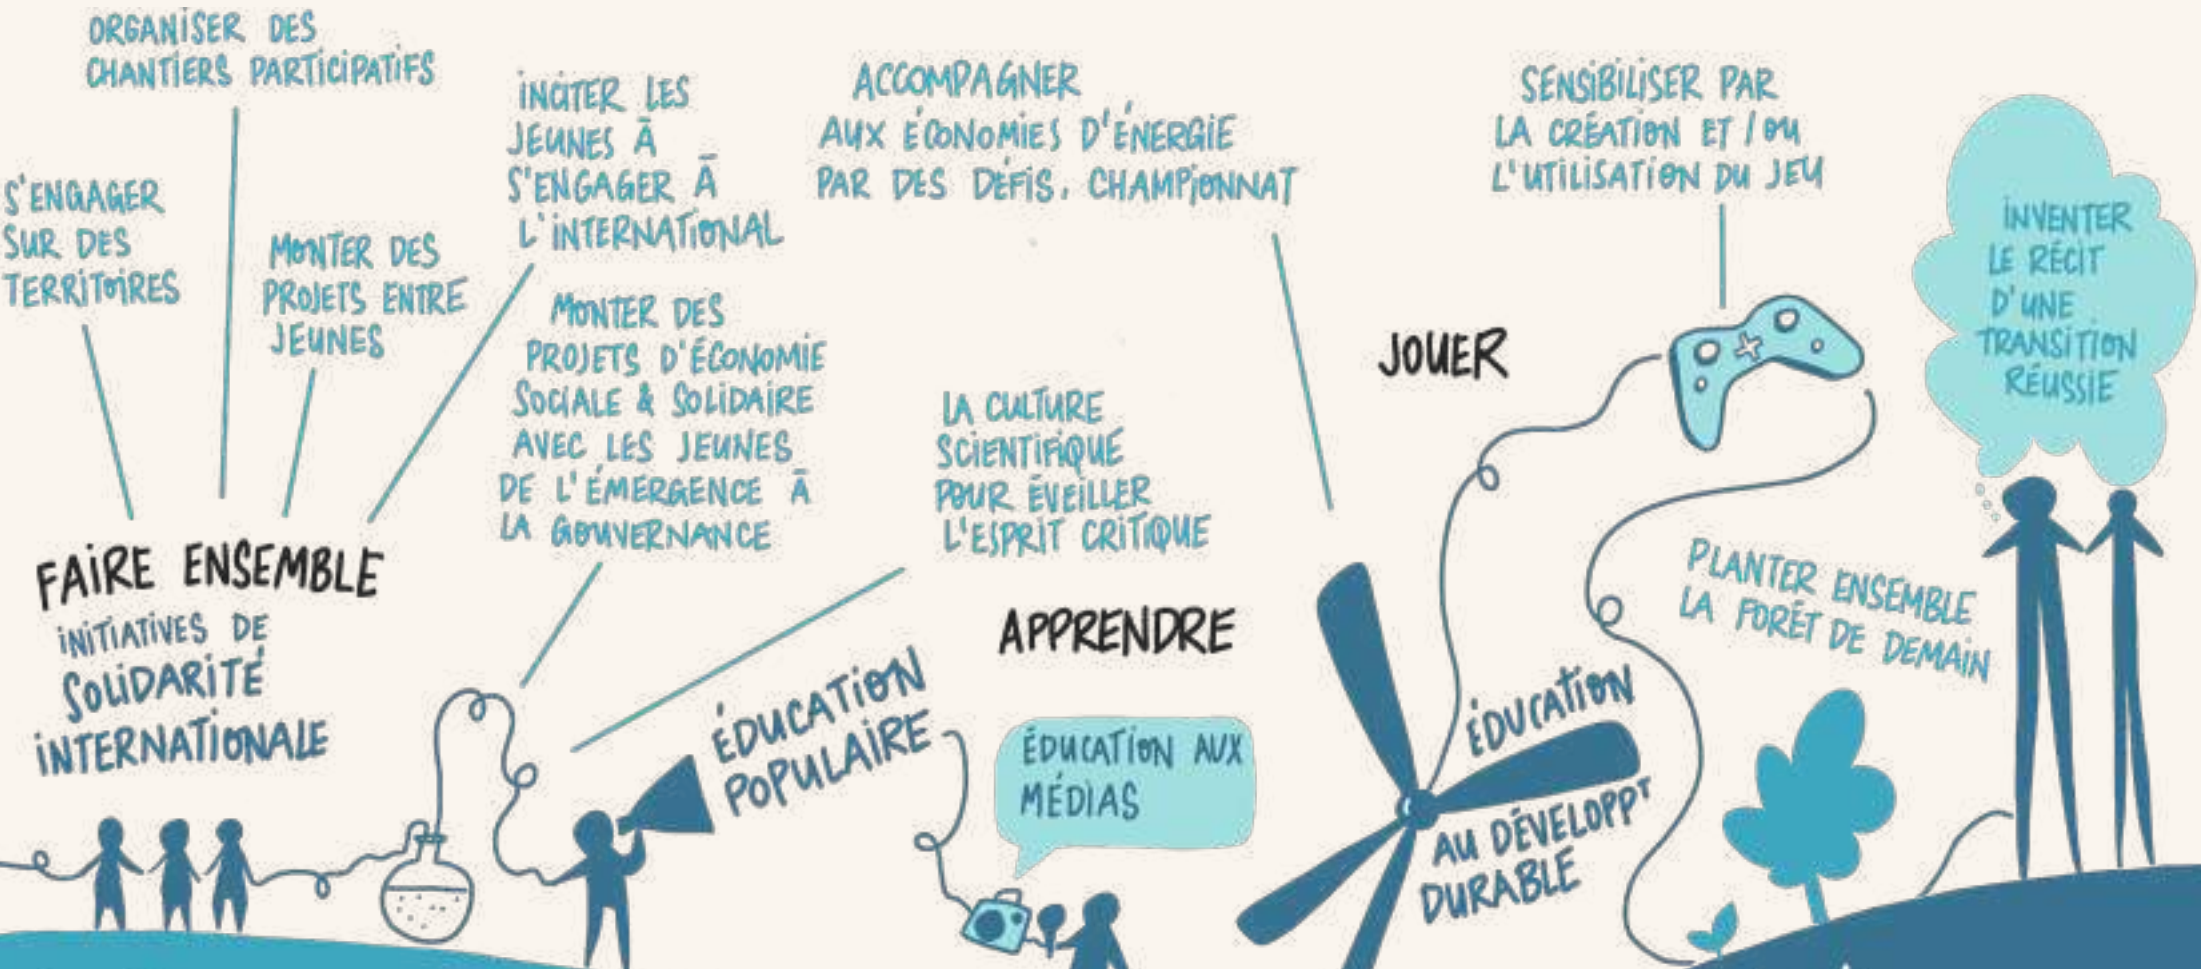 ORGANISER DES
CHANTIERS PARTICIPATIFS
S'ENGAGER
SUR DES
TERRITOIRES
MONTER DES
PROJETS ENTRE
JEUNES
INCITER LES
JEUNES À
S'ENGAGER À
L'INTERNATIONAL
FAIRE ENSEMBLE
INITIATIVES DE
SOLIDARITÉ
INTERNATIONALE
MONTER DES
PROJETS D'ÉCONOMIE
SOCIALE & SOLIDAIRE
AVEC LES JEUNES
DE L'ÉMERGENCE À
LA GOUVERNANCE
ACCOMPAGNER
AUX ÉCONOMIES D'ÉNERGIE
PAR DES DÉFIS, CHAMPIONNAT
LA CULTURE
SCIENTIFIQUE
POUR ÉVEILLER
L'ESPRIT CRITIQUE
APPRENDRE
ÉDUCATION
POPULAIRE
ÉDUCATION AUX
MÉDIAS
SENSIBILISER PAR
LA CRÉATION ET / OU
L'UTILISATION DU JEU
JOUER
ÉDUCATION
AU DÉVELOPPT
DURABLE
PLANTER ENSEMBLE
LA FORÊT DE DEMAIN
INVENTER
LE RÉCIT
D'UNE
TRANSITION
RÉUSSIE